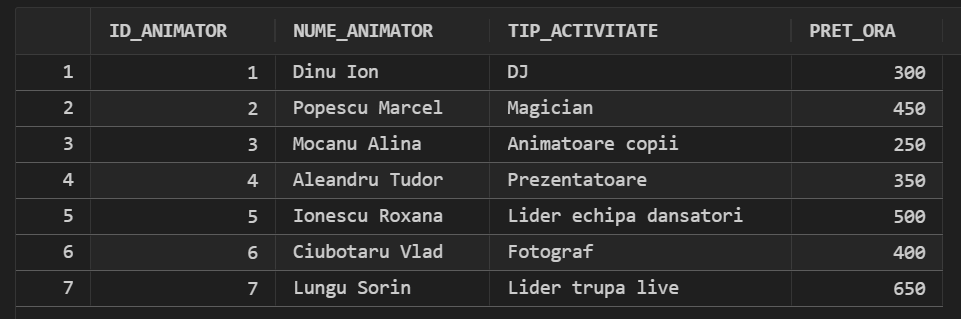 ID_ANIMATOR NUME_ANIMATOR TIP_ACTIVITATE PRET_ORA
1 1 Dinu Ion DJ 300
2 2 Popescu Marcel Magician 450
3 3 Mocanu Alina Animatoare copii 250
4 4 Aleandru Tudor Prezentatoare 350
5 5 Ionescu Roxana Lider echipa dansatori 500
6 6 Ciubotaru Vlad Fotograf 400
7 7 Lungu Sorin Lider trupa live 650